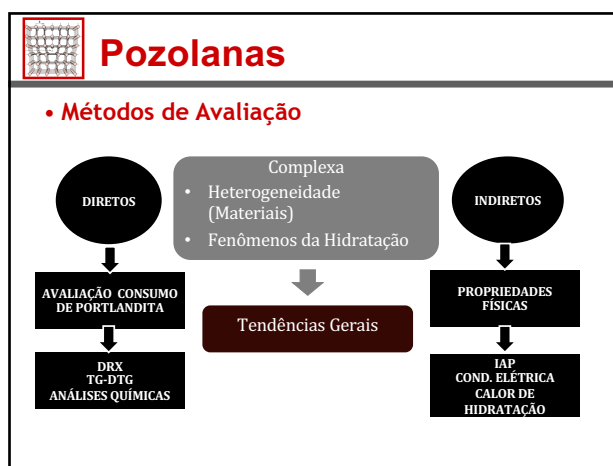 Pozolanas
• Métodos de Avaliação
DIRETOS
AVALIAÇÃO CONSUMO
DE PORTLANDITA
DRX
TG-DTG
ANÁLISES QUÍMICAS
Complexa
• Heterogeneidade
(Materiais)
• Fenômenos da Hidratação
Tendências Gerais
INDIRETOS
PROPRIEDADES
FÍSICAS
IAP
COND. ELÉTRICA
CALOR DE
HIDRATAÇÃO